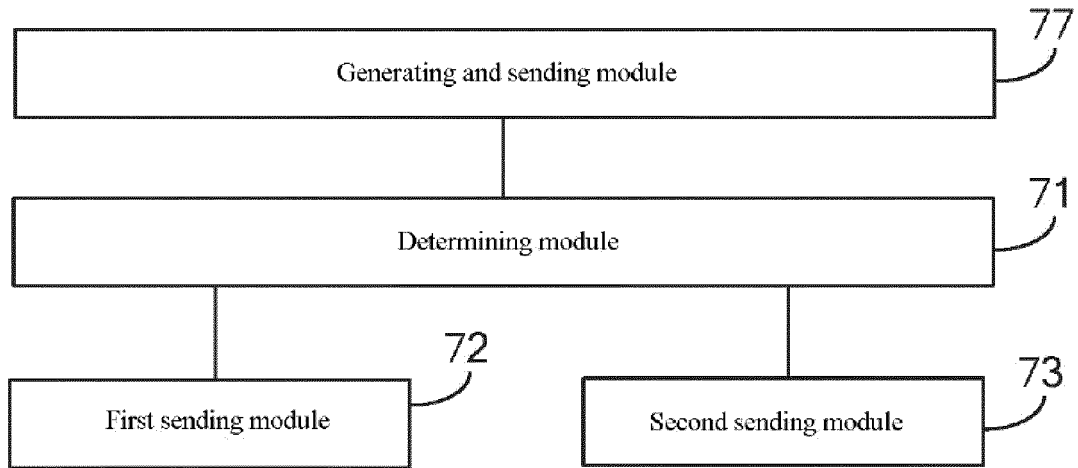 77
Generating and sending module
71
Determining module
72
First sending module
73
Second sending module